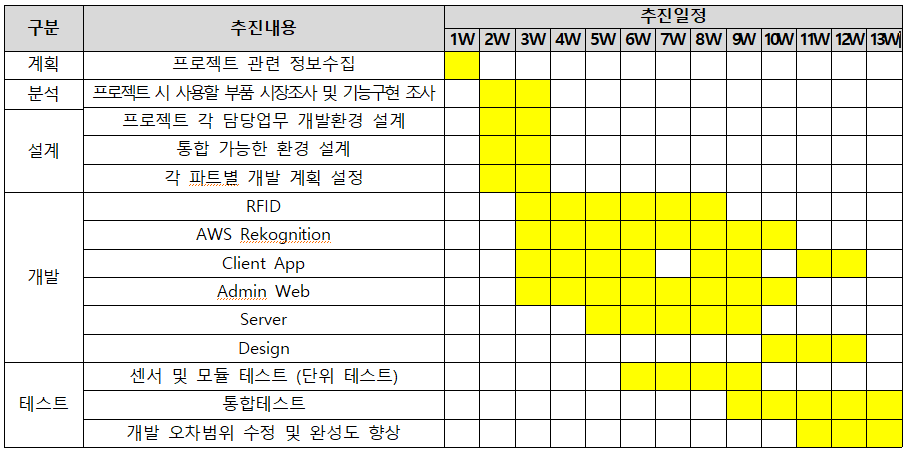 구분 추진내용 추진일정
1W 2W 3W 4W 5W 6W 7W 8W 9W 10W 11W 12W 13W
계획 프로젝트 관련 정보수집
분석 프로젝트 시 사용할 부품 시장조사 및 기능구현 조사
설계 프로젝트 각 담당업무 개발환경 설계
통합 가능한 환경 설계
각 파트별 개발 계획 설정
개발 RFID
AWS Rekognition
Client App
Admin Web
Server
Design
테스트 센서 및 모듈 테스트 (단위 테스트)
통합테스트
개발 오차범위 수정 및 완성도 향상